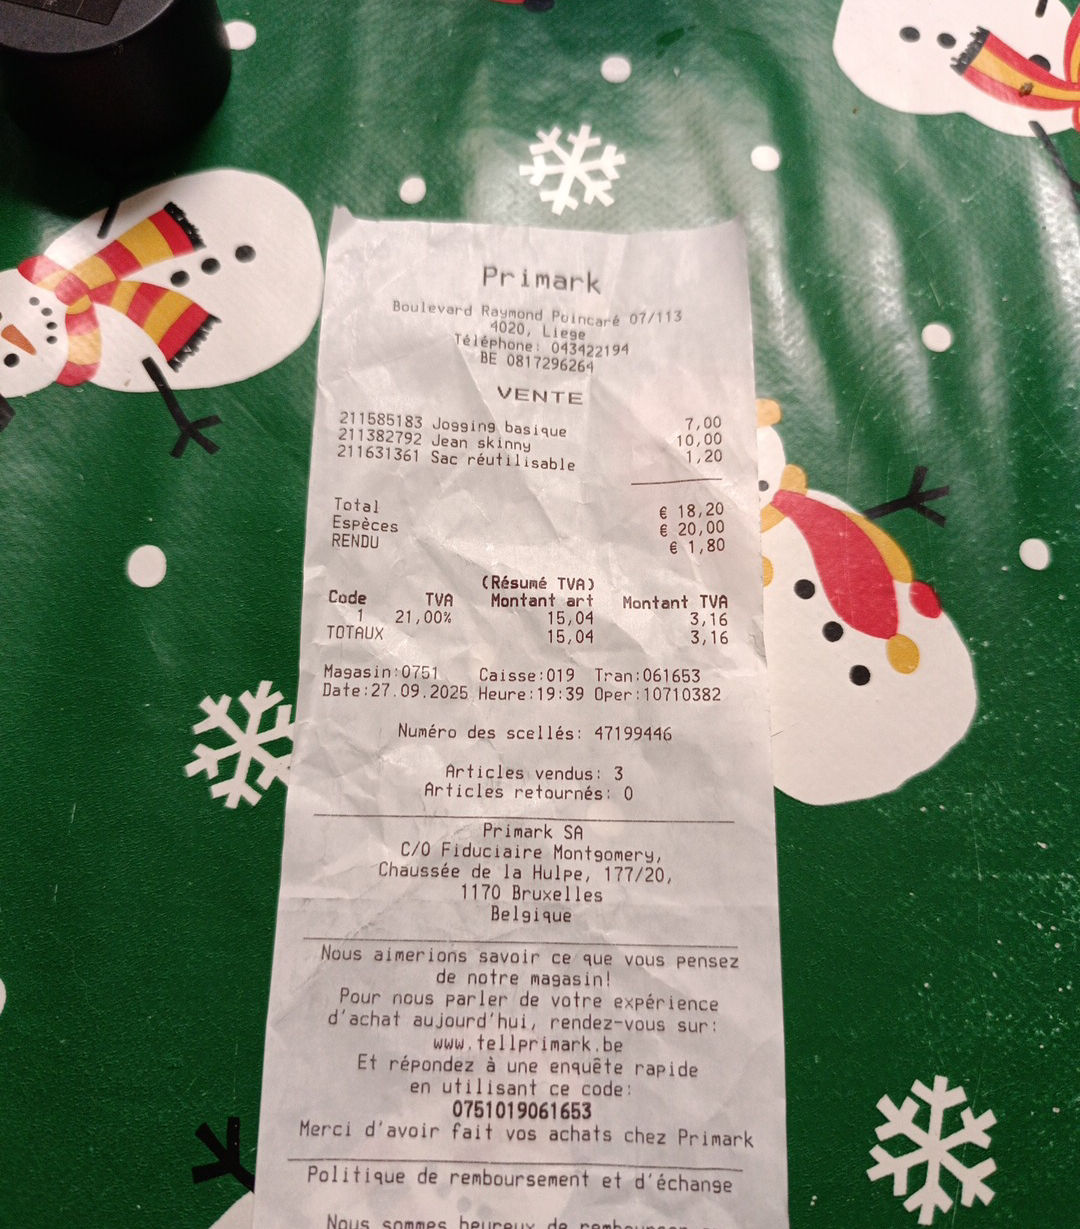 Primark
Boulevard Raymond Poincaré 07/113
4020, Liege
Téléphone: 043422194
BE 0817296264
VENTE
211585183 Jogging basique 7,00
211382792 Jean skinny 10,00
211631361 Sac réutilisable 1,20
Total € 18,20
Espèces € 20,00
RENDU € 1,80
(Résumé TVA)
Code TVA Montant art Montant TVA
1 21,00% 15,04 3,16
TOTAUX 15,04 3,16
Magasin:0751 Caisse:019 Tran:061653
Date:27.09.2025 Heure:19:39 Oper:10710382
Numéro des scellés: 47199446
Articles vendus: 3
Articles retournés: 0
Primark SA
C/O Fiduciaire Montgomery,
Chaussée de la Hulpe, 177/20,
1170 Bruxelles
Belgique
Nous aimerions savoir ce que vous pensez
de notre magasin!
Pour nous parler de votre expérience
d'achat aujourd'hui, rendez-vous sur:
www.tellprimark.be
Et répondez à une enquête rapide
en utilisant ce code:
0751019061653
Merci d'avoir fait vos achats chez Primark
Politique de remboursement et d'échange
Nous sommes heureux de